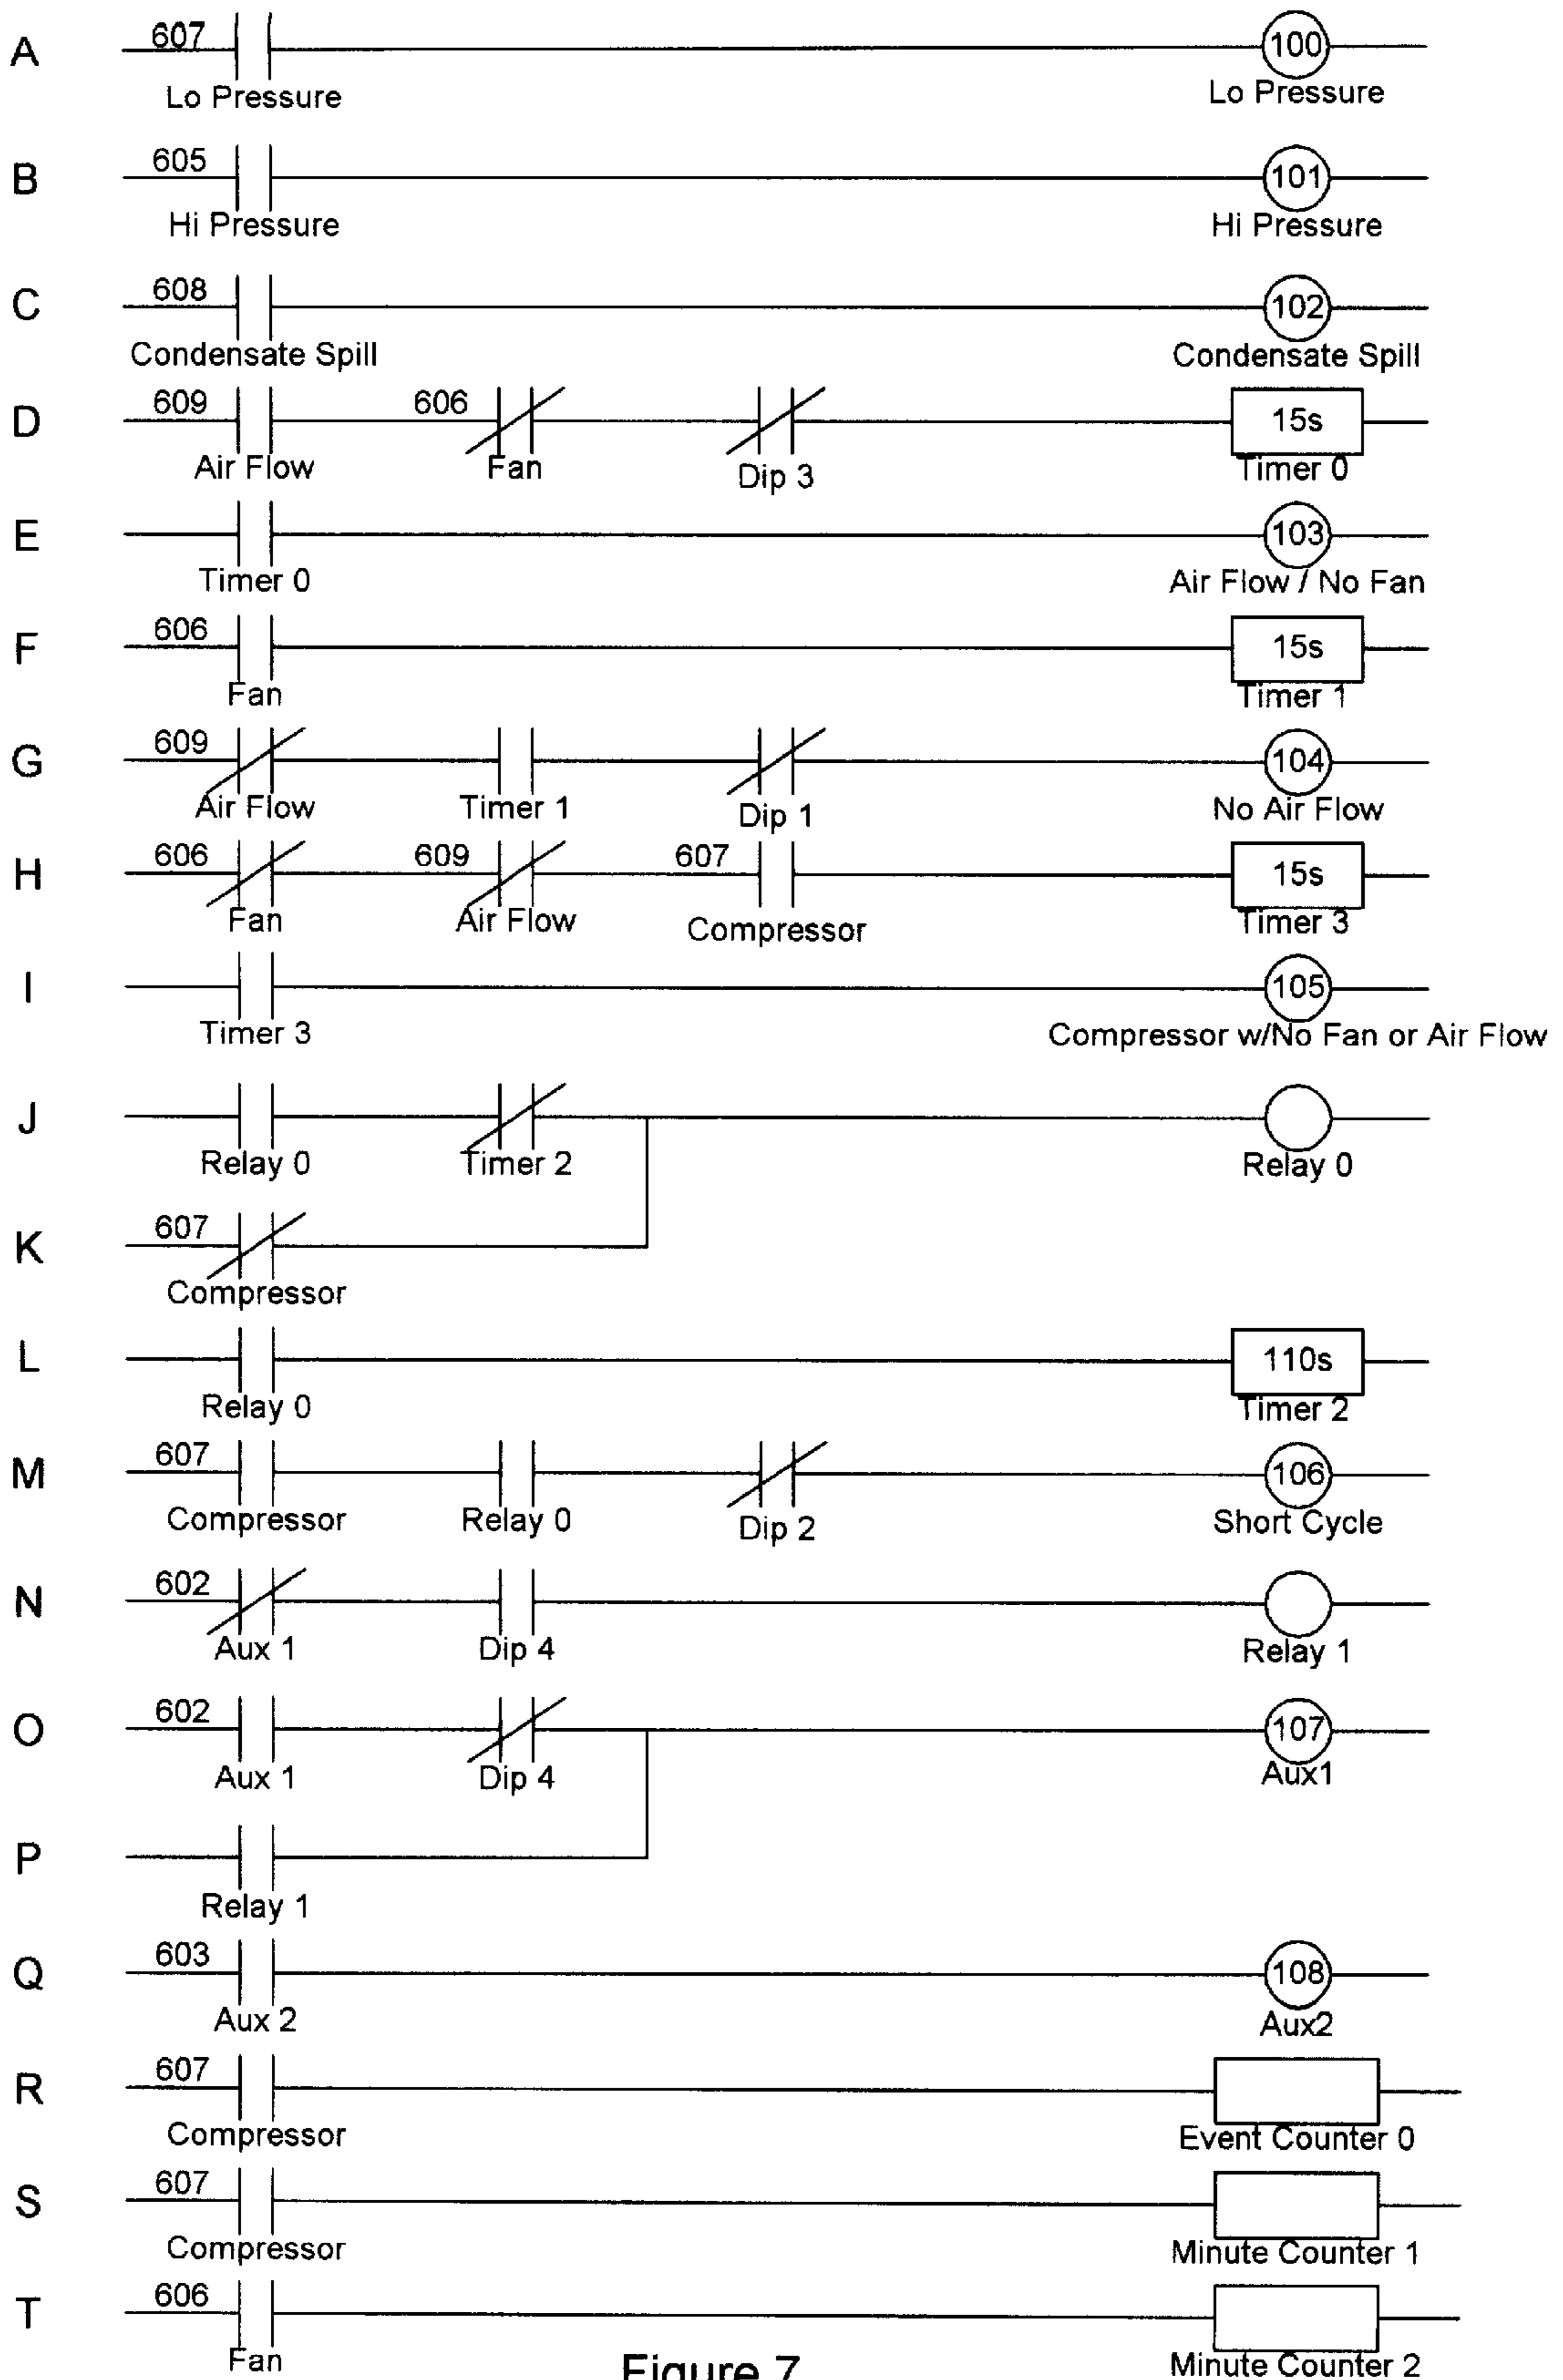 A 607 100
Lo Pressure Lo Pressure
B 605 101
Hi Pressure Hi Pressure
C 608 102
Condensate Spill Condensate Spill
D 609 606 15s
Air Flow Fan Dip 3 Timer 0
E 103
Timer 0 Air Flow / No Fan
F 606 15s
Fan Timer 1
G 609 104
Air Flow Timer 1 Dip 1 No Air Flow
H 606 609 607 15s
Fan Air Flow Compressor Timer 3
I 105
Timer 3 Compressor w/No Fan or Air Flow
J
Relay 0 Timer 2 Relay 0
K 607
Compressor
L 110s
Relay 0 Timer 2
M 607 106
Compressor Relay 0 Dip 2 Short Cycle
N 602
Aux 1 Dip 4 Relay 1
O 602 107
Aux 1 Dip 4 Aux1
P
Relay 1
Q 603 108
Aux 2 Aux2
R 607
Compressor Event Counter 0
S 607
Compressor Minute Counter 1
T 606
Fan Minute Counter 2
Figure 7